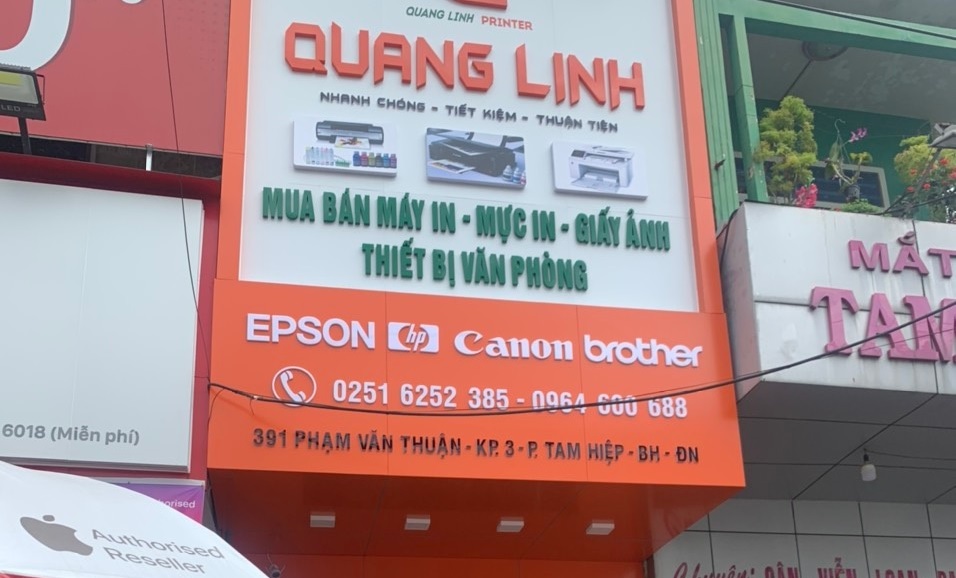 QUANG LINH PRINTER
QUANG LINH
NHANH CHÓNG - TIẾT KIỆM - THUẬN TIỆN
MUA BÁN MÁY IN - MỰC IN - GIẤY ẢNH
THIẾT BỊ VĂN PHÒNG
EPSON hp Canon brother
0251 6252 385 - 0964 600 688
391 PHẠM VĂN THUẬN - KP. 3 - P. TAM HIỆP - BH - ĐN
6018 (Miễn phí)
Authorised
Reseller
MẮT
TAM